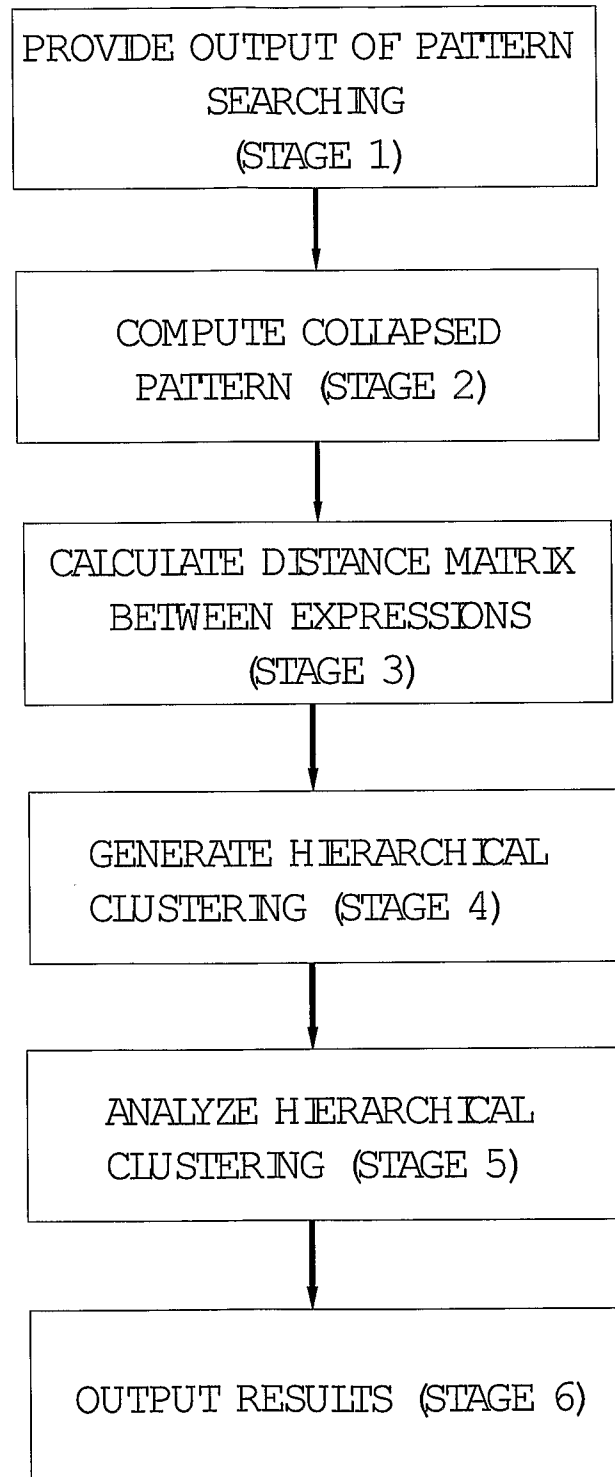 PROVIDE OUTPUT OF PATTERN
SEARCHING
(STAGE 1)
COMPUTE COLLAPSED
PATTERN (STAGE 2)
CALCULATE DISTANCE MATRIX
BETWEEN EXPRESSIONS
(STAGE 3)
GENERATE HIERARCHICAL
CLUSTERING (STAGE 4)
ANALYZE HIERARCHICAL
CLUSTERING (STAGE 5)
OUTPUT RESULTS (STAGE 6)